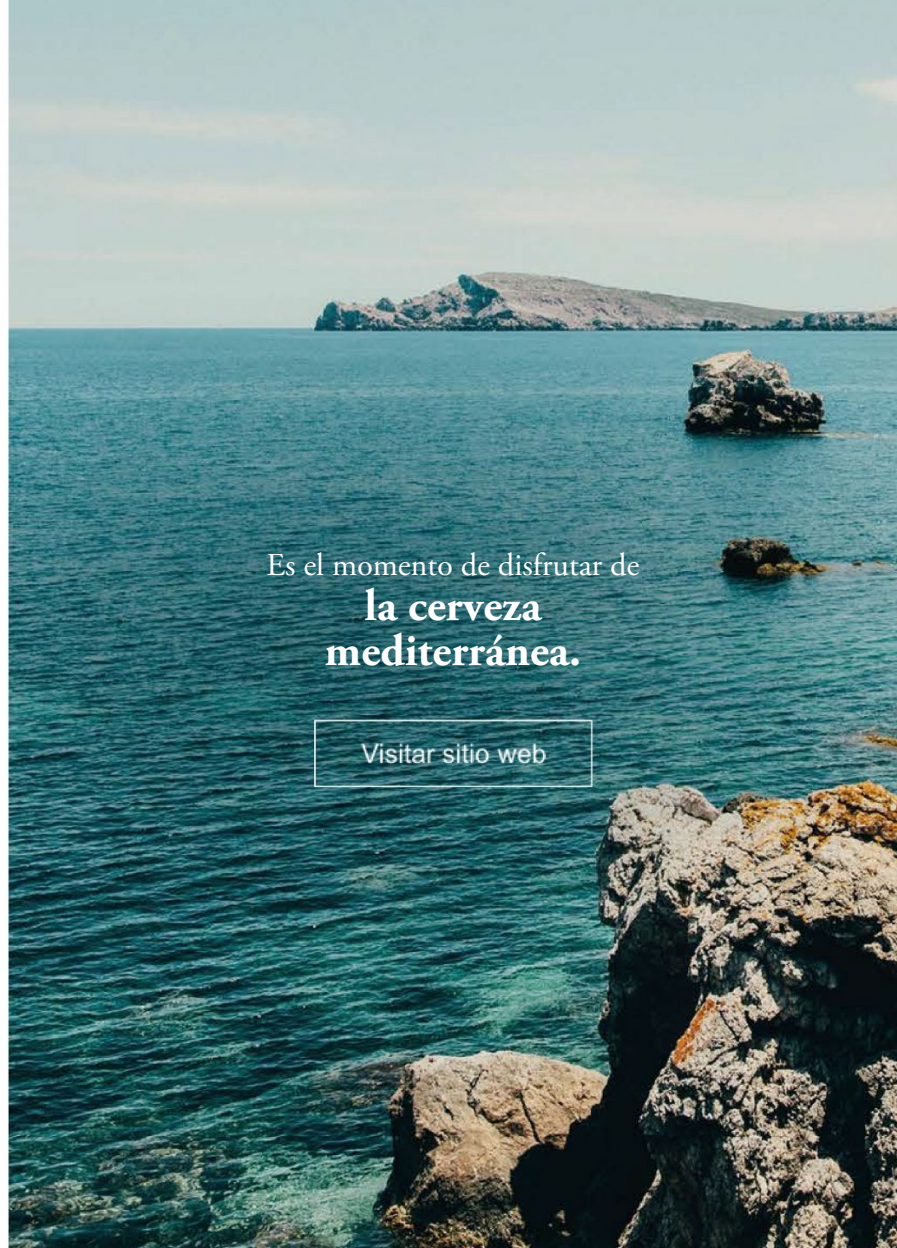 Es el momento de disfrutar de
la cerveza
mediterránea.
Visitar sitio web